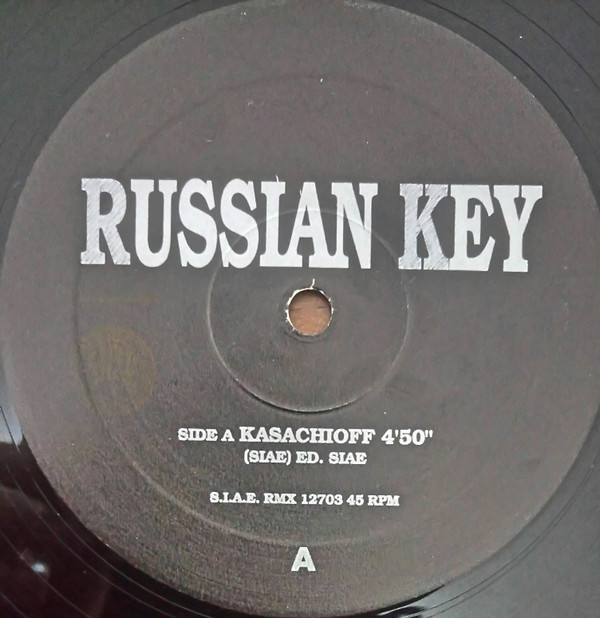 RUSSIAN KEY
SIDE A KASACHIOFF 4'50"
(SIAE) ED. SIAE
S.I.A.E. RMX 12703 45 RPM
A